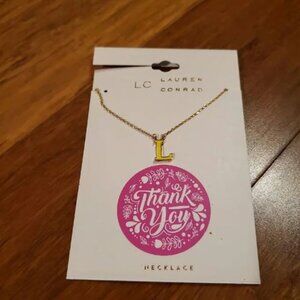 LC LAUREN
CONRAD
L
Thank
You
NECKLACE